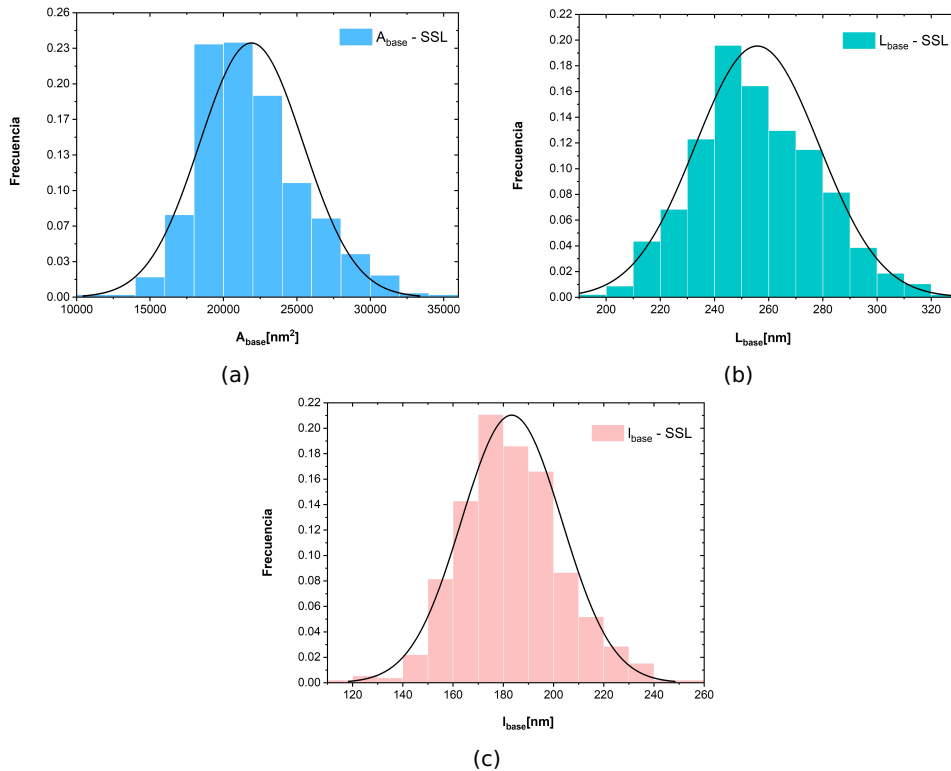 0.26
0.23
0.20
0.17
0.13
0.10
0.07
0.03
0.00
Frecuencia
A_base - SSL
10000 15000 20000 25000 30000 35000
A_base[nm²]
(a)
0.22
0.20
0.18
0.16
0.14
0.12
0.10
0.08
0.06
0.04
0.02
0.00
Frecuencia
L_base - SSL
200 220 240 260 280 300 320
L_base[nm]
(b)
0.22
0.20
0.18
0.16
0.14
0.12
0.10
0.08
0.06
0.04
0.02
0.00
Frecuencia
l_base - SSL
120 140 160 180 200 220 240 260
l_base[nm]
(c)